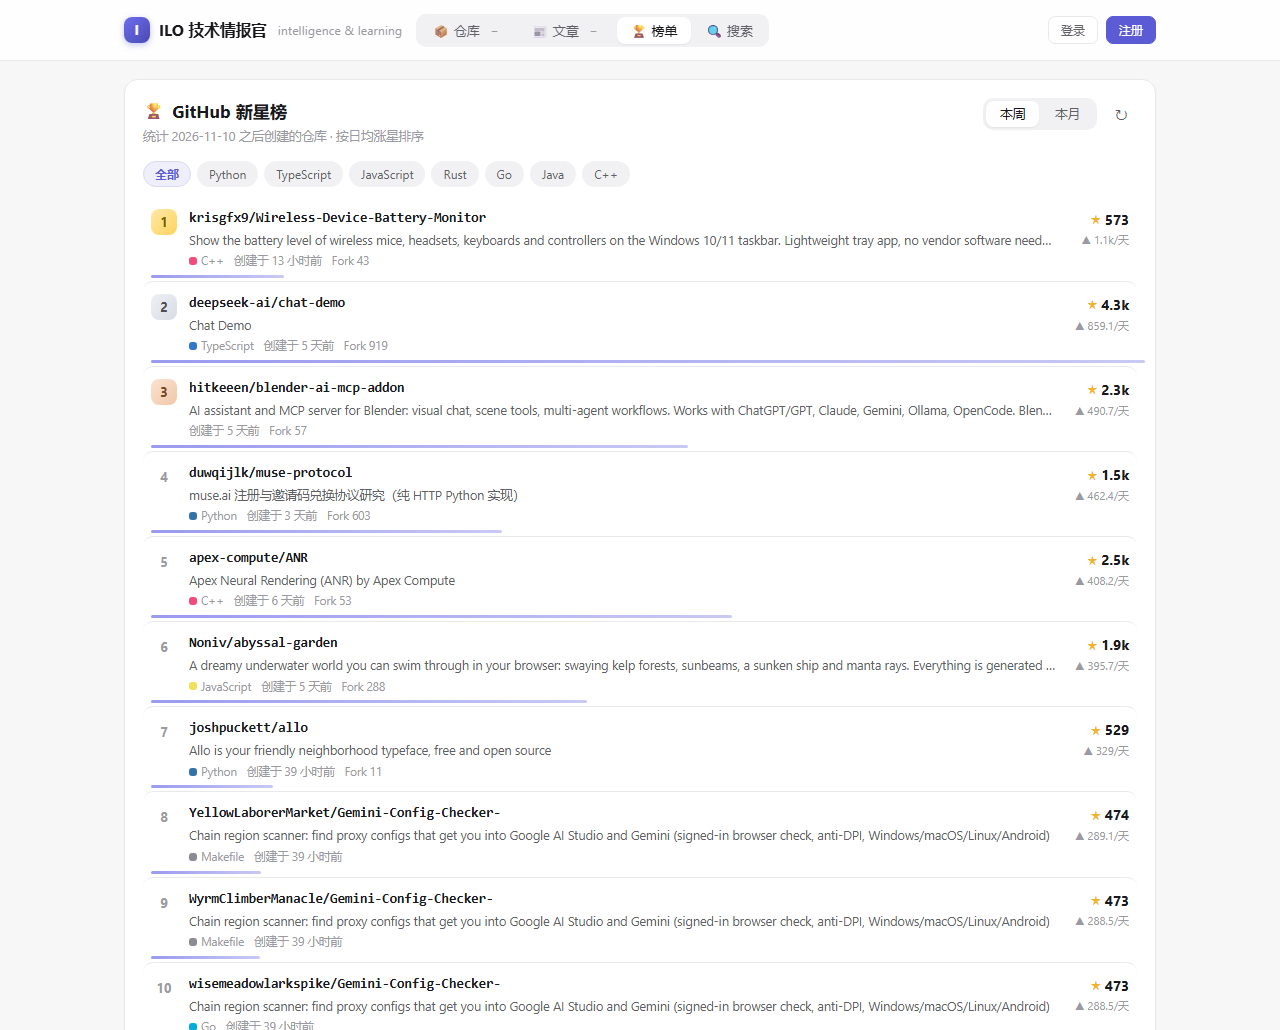 I ILO 技术情报官 intelligence & learning 仓库 – 文章 – 榜单 搜索 登录 注册
GitHub 新星榜 本周 本月 ↻
统计 2026-11-10 之后创建的仓库 · 按日均涨星排序
全部 Python TypeScript JavaScript Rust Go Java C++
1 krisgfx9/Wireless-Device-Battery-Monitor ★ 573
Show the battery level of wireless mice, headsets, keyboards and controllers on the Windows 10/11 taskbar. Lightweight tray app, no vendor software need... ▲ 1.1k/天
C++ 创建于 13 小时前 Fork 43
2 deepseek-ai/chat-demo ★ 4.3k
Chat Demo ▲ 859.1/天
TypeScript 创建于 5 天前 Fork 919
3 hitkeeen/blender-ai-mcp-addon ★ 2.3k
AI assistant and MCP server for Blender: visual chat, scene tools, multi-agent workflows. Works with ChatGPT/GPT, Claude, Gemini, Ollama, OpenCode. Blen... ▲ 490.7/天
创建于 5 天前 Fork 57
4 duwqijlk/muse-protocol ★ 1.5k
muse.ai 注册与邀请码兑换协议研究（纯 HTTP Python 实现） ▲ 462.4/天
Python 创建于 3 天前 Fork 603
5 apex-compute/ANR ★ 2.5k
Apex Neural Rendering (ANR) by Apex Compute ▲ 408.2/天
C++ 创建于 6 天前 Fork 53
6 Noniv/abyssal-garden ★ 1.9k
A dreamy underwater world you can swim through in your browser: swaying kelp forests, sunbeams, a sunken ship and manta rays. Everything is generated ... ▲ 395.7/天
JavaScript 创建于 5 天前 Fork 288
7 joshpuckett/allo ★ 529
Allo is your friendly neighborhood typeface, free and open source ▲ 329/天
Python 创建于 39 小时前 Fork 11
8 YellowLaborerMarket/Gemini-Config-Checker- ★ 474
Chain region scanner: find proxy configs that get you into Google AI Studio and Gemini (signed-in browser check, anti-DPI, Windows/macOS/Linux/Android) ▲ 289.1/天
Makefile 创建于 39 小时前
9 WyrmClimberManacle/Gemini-Config-Checker- ★ 473
Chain region scanner: find proxy configs that get you into Google AI Studio and Gemini (signed-in browser check, anti-DPI, Windows/macOS/Linux/Android) ▲ 288.5/天
Makefile 创建于 39 小时前
10 wisemeadowlarkspike/Gemini-Config-Checker- ★ 473
Chain region scanner: find proxy configs that get you into Google AI Studio and Gemini (signed-in browser check, anti-DPI, Windows/macOS/Linux/Android) ▲ 288.5/天
Go 创建于 39 小时前